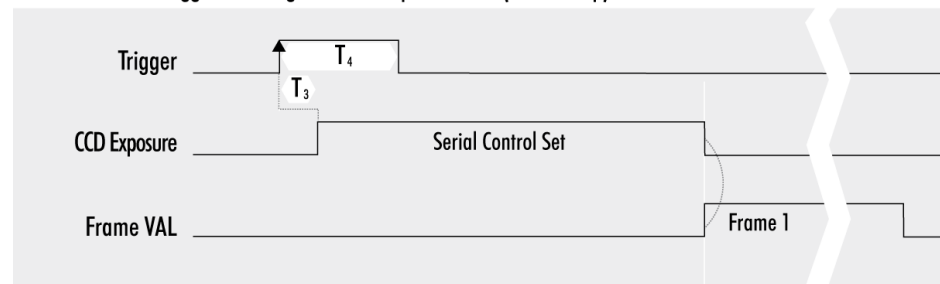 Trigger
T₄
T₃
CCD Exposure
Serial Control Set
Frame VAL
Frame 1